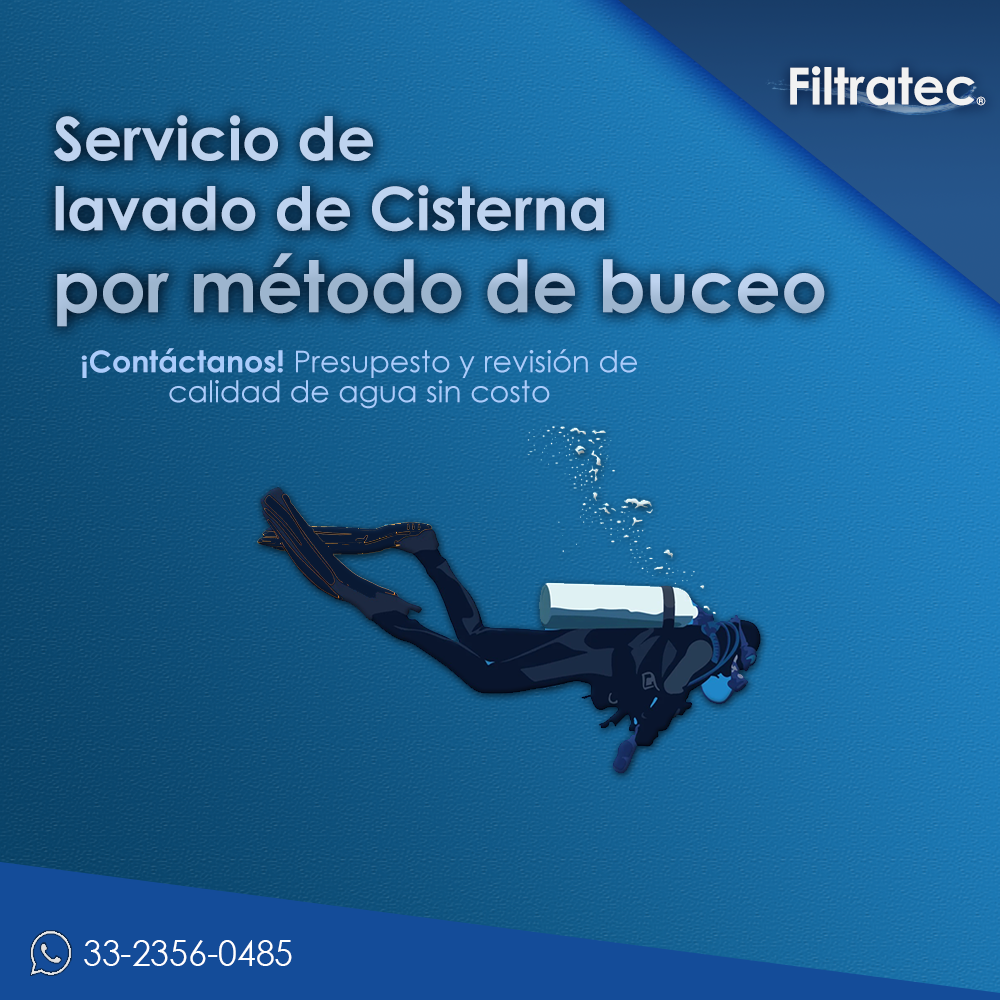 Filtratec®
Servicio de
lavado de Cisterna
por método de buceo
¡Contáctanos! Presupesto y revisión de
calidad de agua sin costo
33-2356-0485